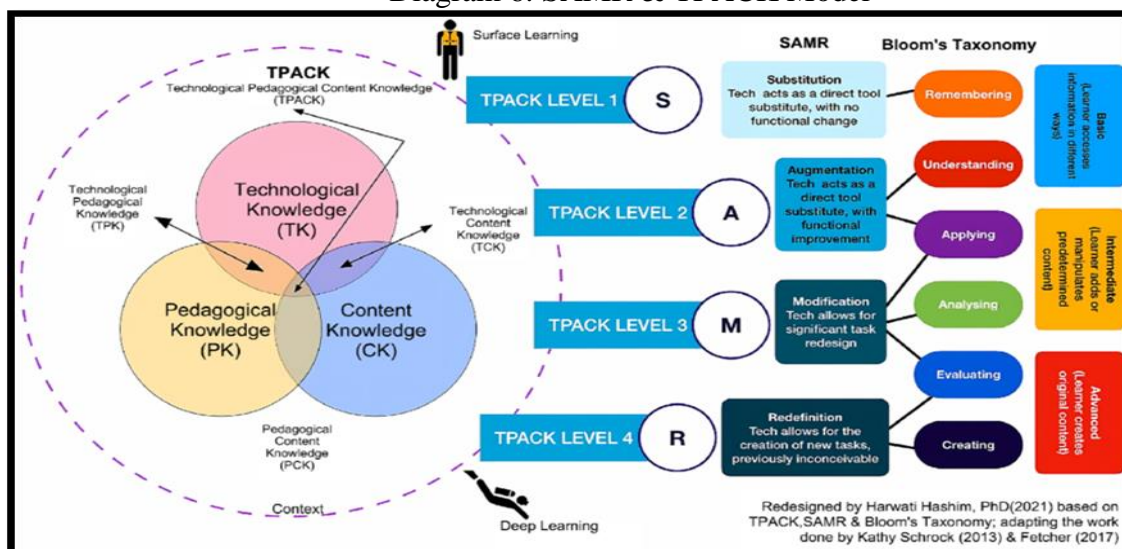 Diagram 6: SAMR & TPACK Model
Surface Learning
TPACK
Technological Pedagogical Content Knowledge
(TPACK)
Technological
Knowledge
(TK)
Technological
Pedagogical
Knowledge
(TPK)
Technological
Content
Knowledge
(TCK)
Pedagogical
Knowledge
(PK)
Content
Knowledge
(CK)
Pedagogical
Content
Knowledge
(PCK)
Context
Deep Learning
TPACK LEVEL 1
S
TPACK LEVEL 2
A
TPACK LEVEL 3
M
TPACK LEVEL 4
R
SAMR
Substitution
Tech acts as a direct tool
substitute, with no
functional change
Augmentation
Tech acts as a
direct tool
substitute, with
functional
improvement
Modification
Tech allows for
significant task
redesign
Redefinition
Tech allows for the
creation of new tasks,
previously inconceivable
Bloom's Taxonomy
Remembering
Understanding
Applying
Analysing
Evaluating
Creating
Basic
(Learner accesses
information in different
ways)
Intermediate
(Learner adds or
manipulates
predetermined
content)
Advanced
(Learner creates
original content)
Redesigned by Harwati Hashim, PhD(2021) based on
TPACK,SAMR & Bloom's Taxonomy; adapting the work
done by Kathy Schrock (2013) & Fetcher (2017)